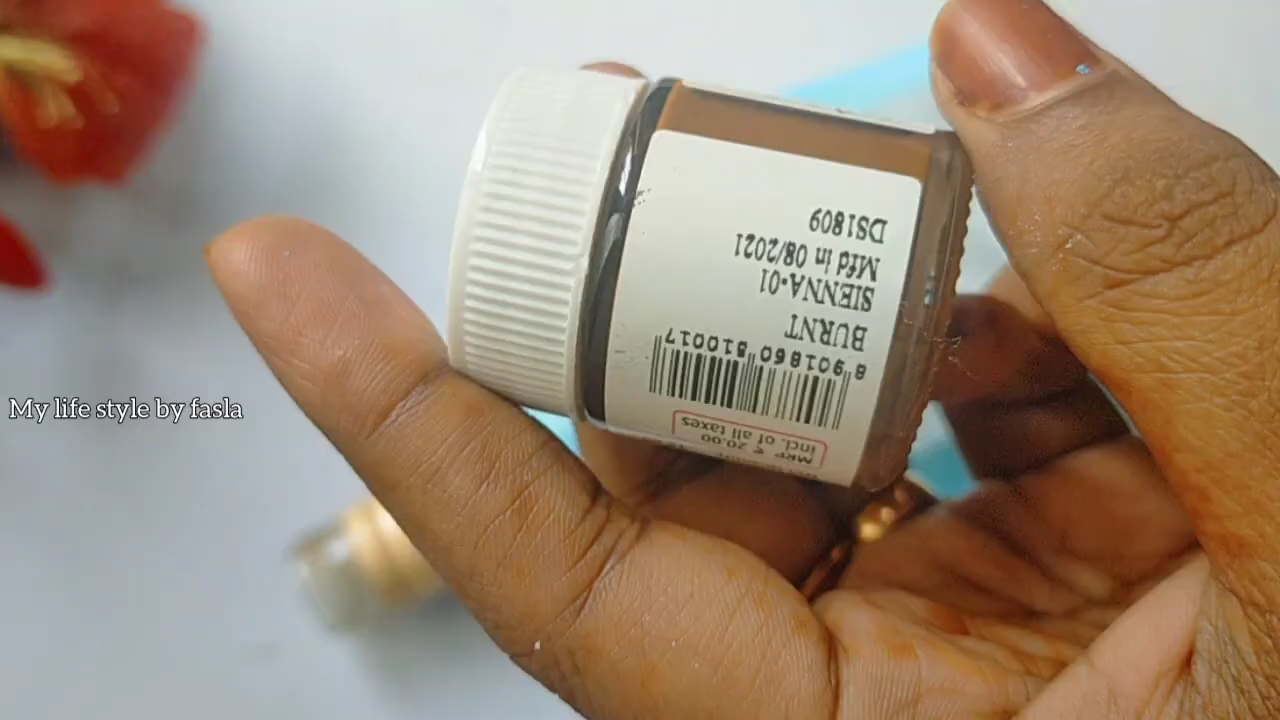 My life style by fasla
MRP ₹ 20.00
incl. of all taxes
8 901860 810017
BURNT
SIENNA•01
Mfd in 08/2021
DS1809